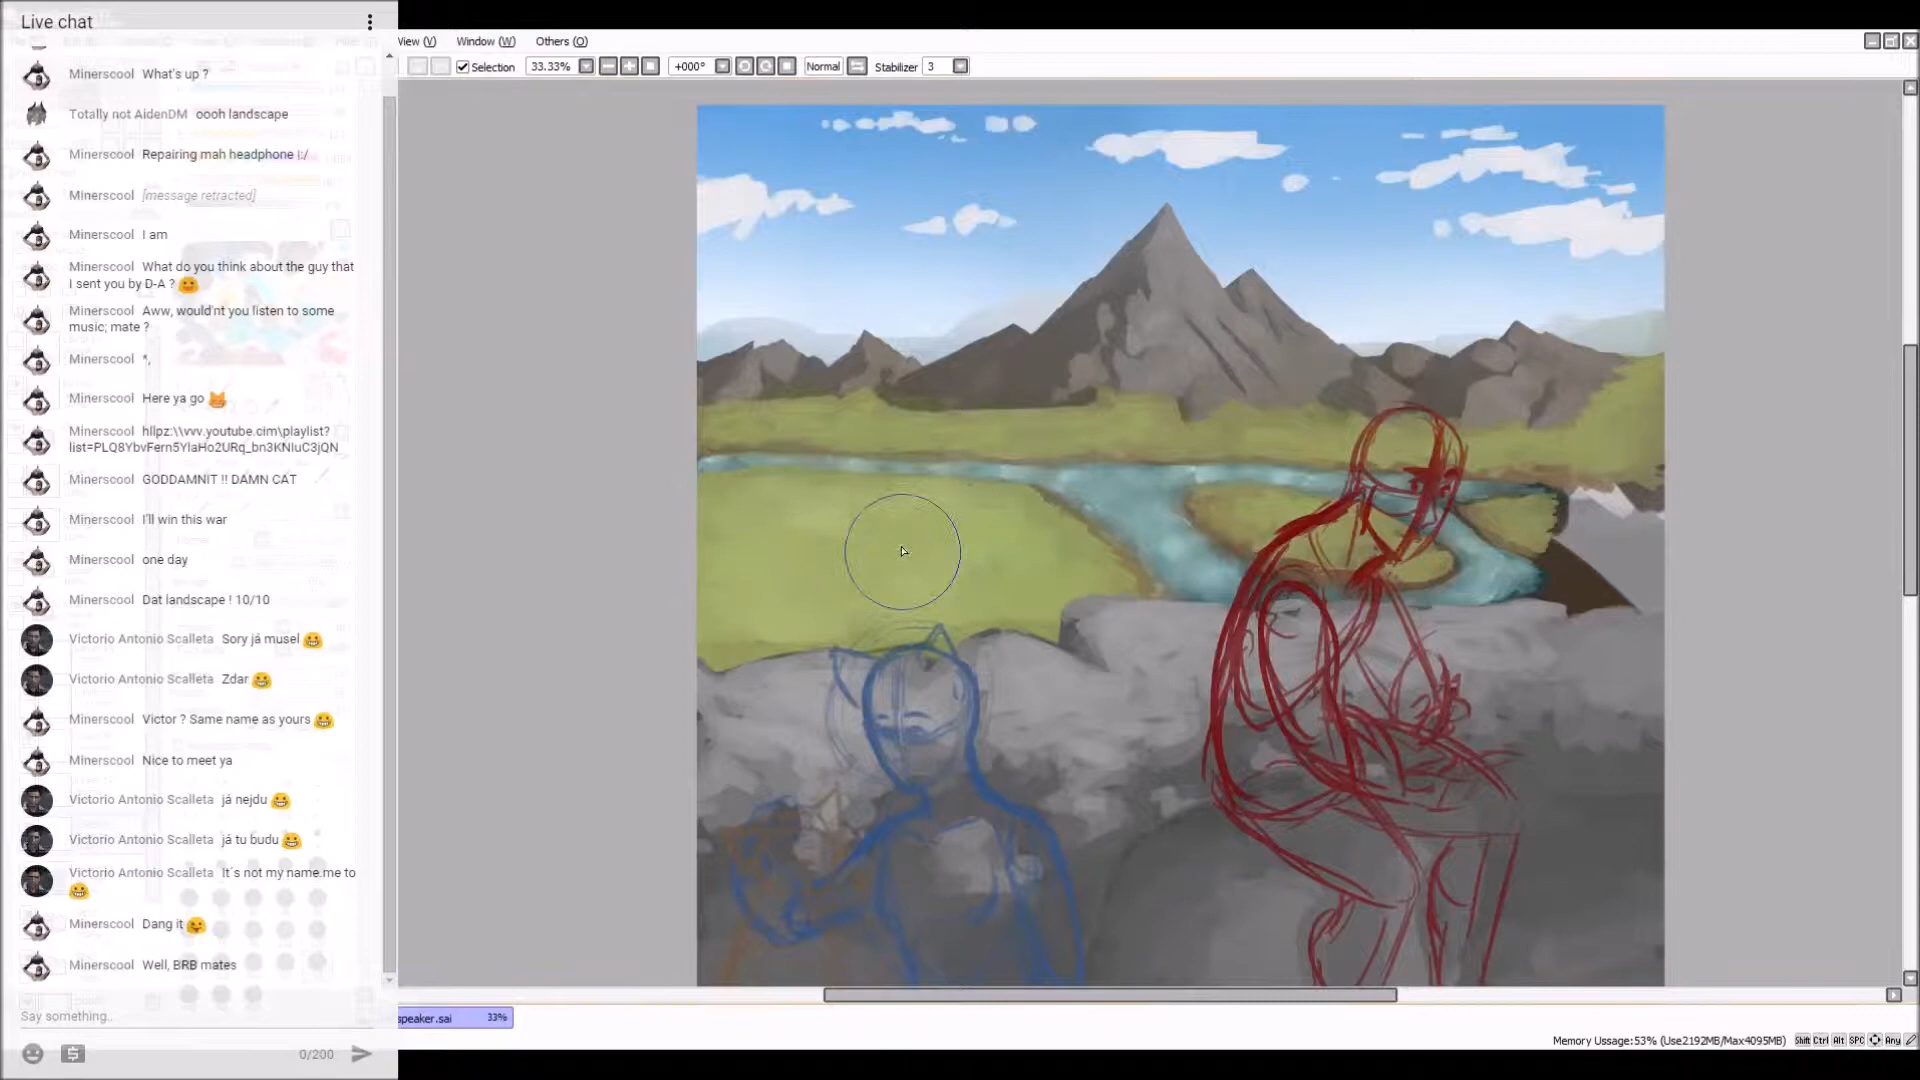 Live chat
View (V) Window (W) Others (O)
Selection 33.33% +000° Normal Stabilizer 3
Minerscool What's up ?
Totally not AidenDM oooh landscape
Minerscool Repairing mah headphone |:/
Minerscool [message retracted]
Minerscool I am
Minerscool What do you think about the guy that
I sent you by D-A ?
Minerscool Aww, would'nt you listen to some
music; mate ?
Minerscool *,
Minerscool Here ya go
Minerscool hllpz:\\vvv.youtube.cim\playlist?
list=PLQ8YbvFern5YlaHo2URq_bn3KNIuC3jQN
Minerscool GODDAMNIT !! DAMN CAT
Minerscool I'll win this war
Minerscool one day
Minerscool Dat landscape ! 10/10
Victorio Antonio Scalleta Sory já musel
Victorio Antonio Scalleta Zdar
Minerscool Victor ? Same name as yours
Minerscool Nice to meet ya
Victorio Antonio Scalleta já nejdu
Victorio Antonio Scalleta já tu budu
Victorio Antonio Scalleta It´s not my name.me to
Minerscool Dang it
Minerscool Well, BRB mates
Say something..
0/200
speaker.sai 33%
Memory Ussage:53% (Use2192MB/Max4095MB) Shift Ctrl Alt SPC Any